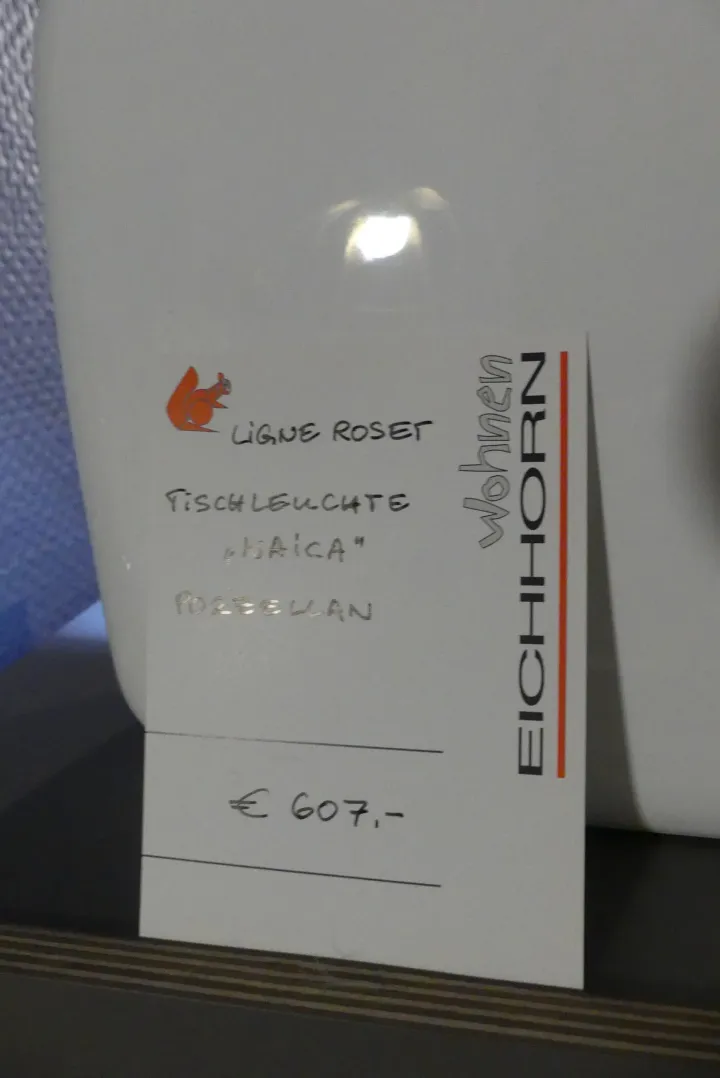 LiGNE ROSET
TiSCHLEUCHTE
PORZELLAN
€ 607,-
Wohnen
EICHHORN